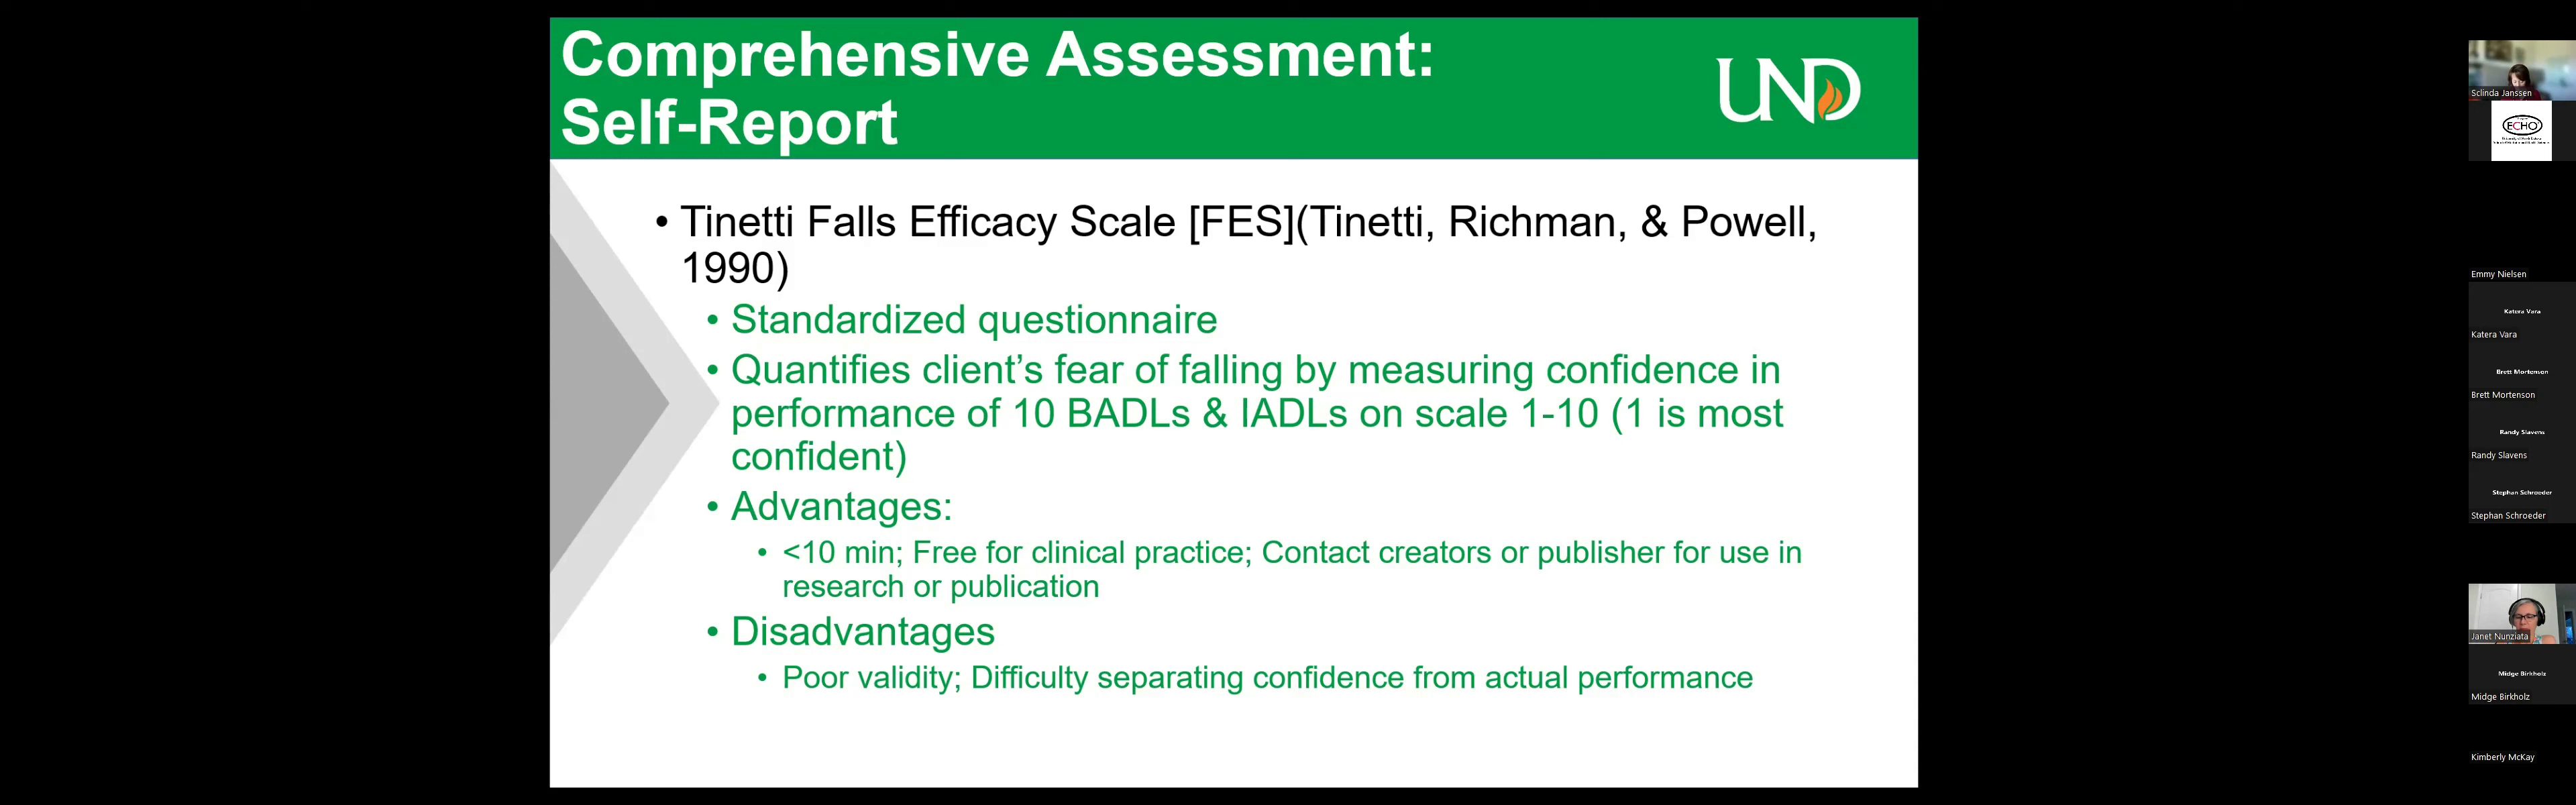 Comprehensive Assessment:
Self-Report
UND
• Tinetti Falls Efficacy Scale [FES](Tinetti, Richman, & Powell,
1990)
• Standardized questionnaire
• Quantifies client’s fear of falling by measuring confidence in
performance of 10 BADLs & IADLs on scale 1-10 (1 is most
confident)
• Advantages:
• <10 min; Free for clinical practice; Contact creators or publisher for use in
research or publication
• Disadvantages
• Poor validity; Difficulty separating confidence from actual performance
Sclinda Janssen
ECHO
Emmy Nielsen
Katera Vara
Katera Vara
Brett Mortenson
Brett Mortenson
Randy Slavens
Randy Slavens
Stephan Schroeder
Stephan Schroeder
Janet Nunziata
Midge Birkholz
Midge Birkholz
Kimberly McKay